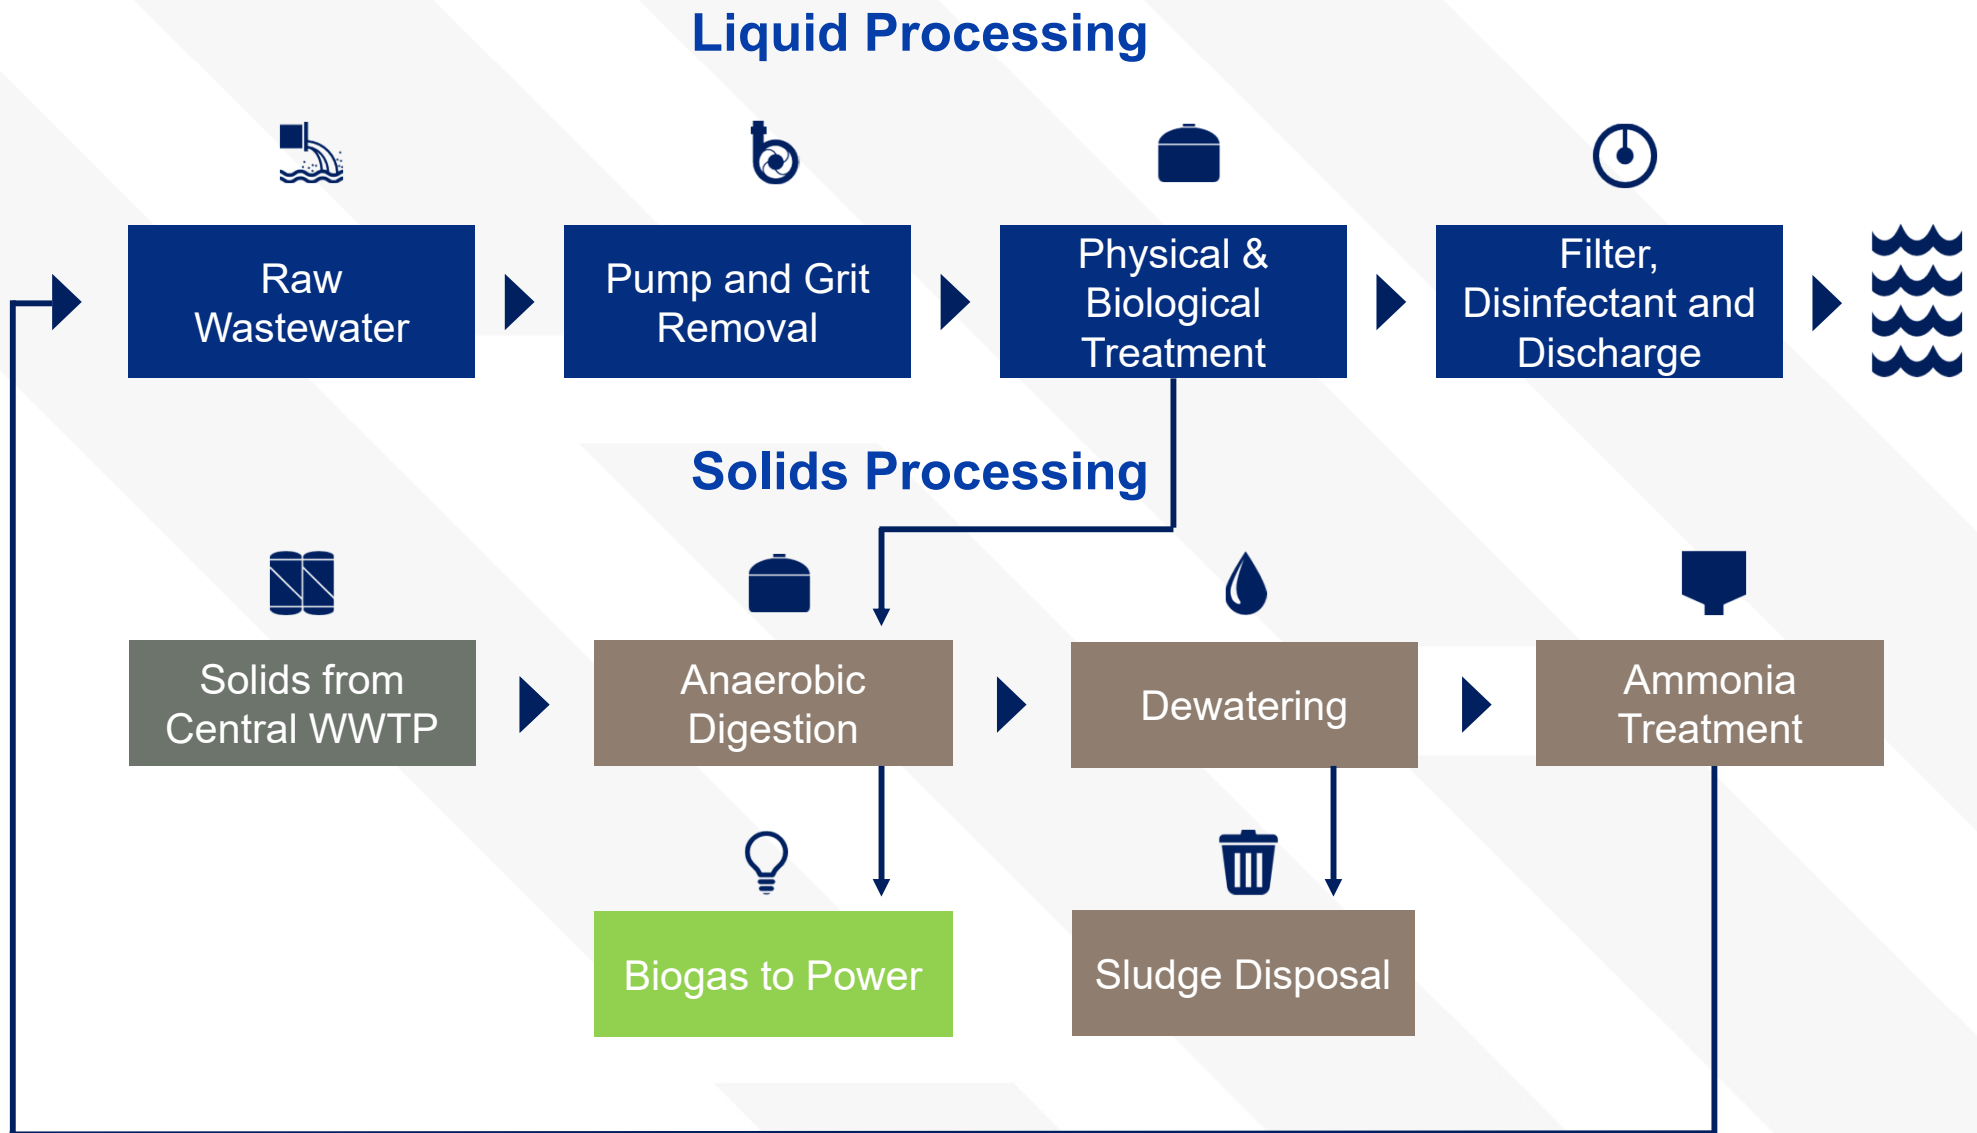 Liquid Processing
Raw
Wastewater
Pump and Grit
Removal
Physical &
Biological
Treatment
Filter,
Disinfectant and
Discharge
Solids Processing
Solids from
Central WWTP
Anaerobic
Digestion
Dewatering
Ammonia
Treatment
Biogas to Power
Sludge Disposal